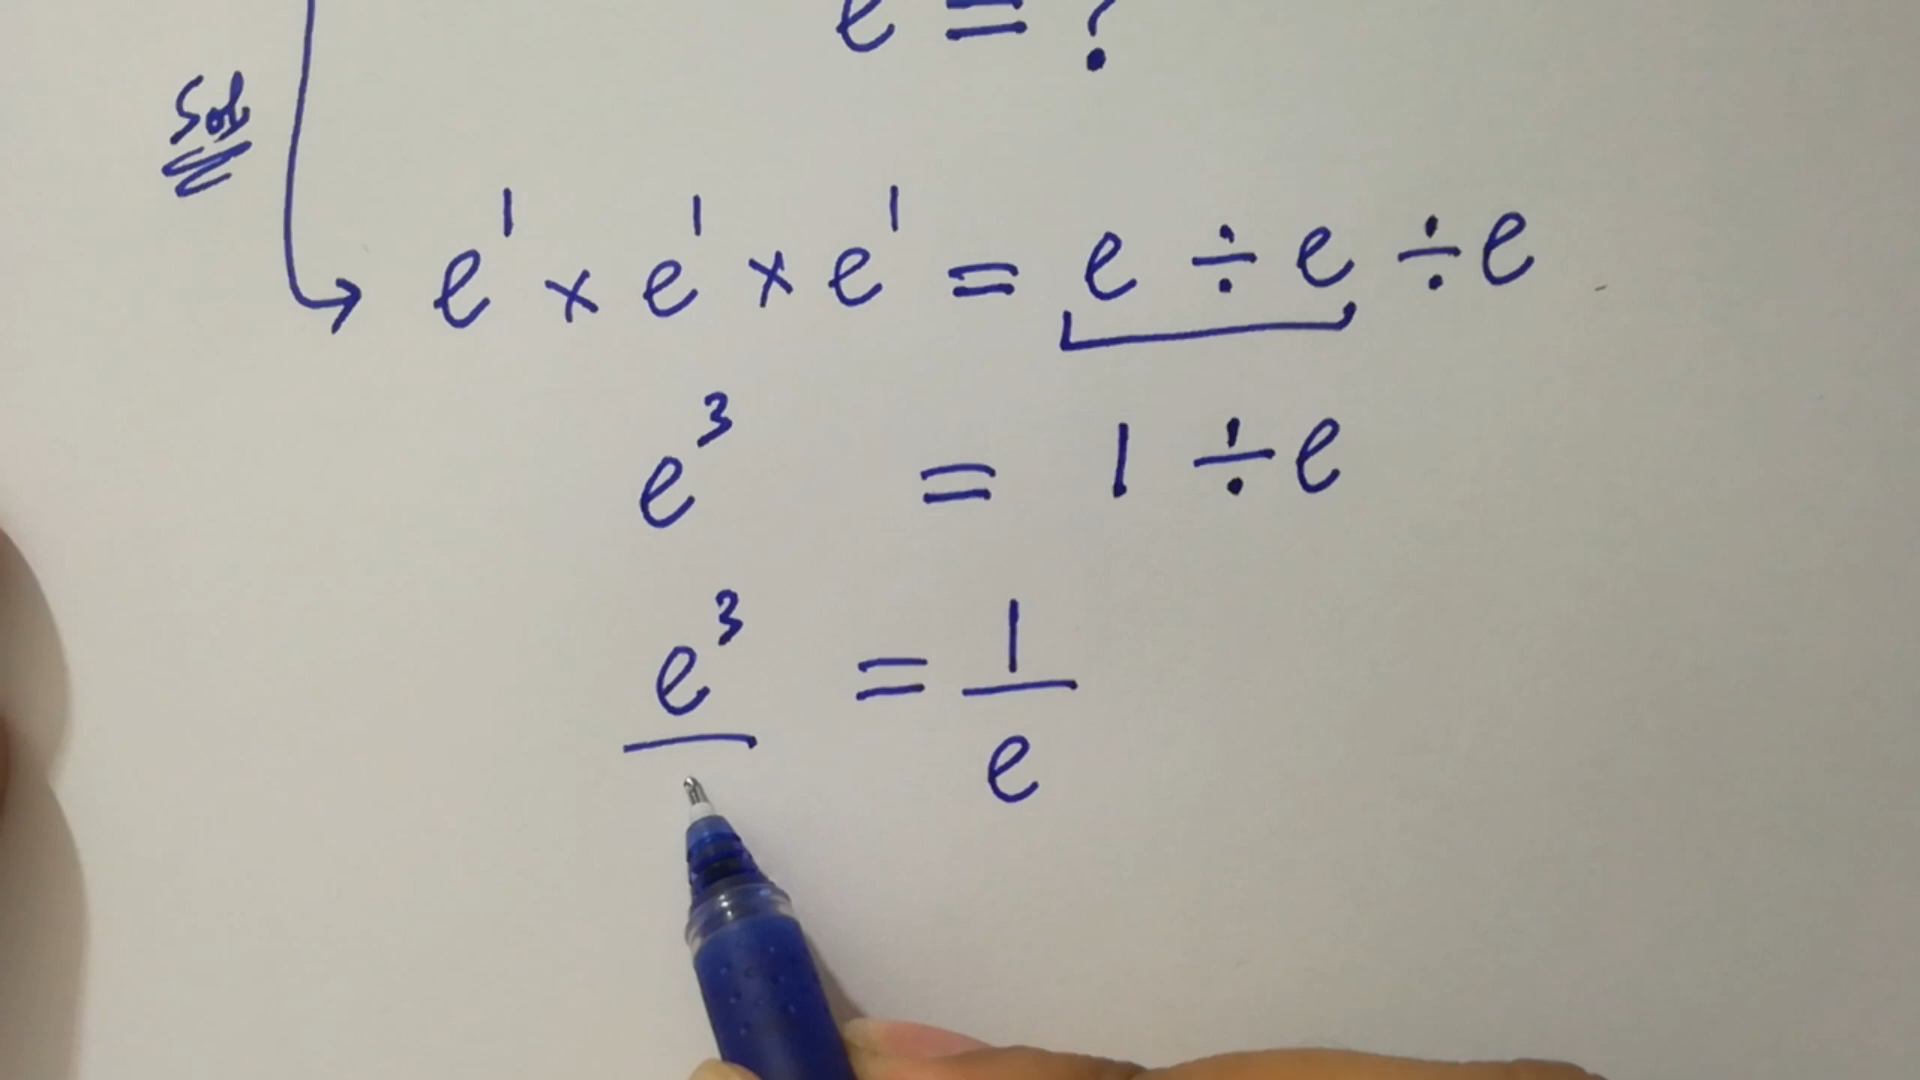 e = ?
Sol
e¹ × e¹ × e¹ = e ÷ e ÷ e
e³ = 1 ÷ e
e³/ = 1/e